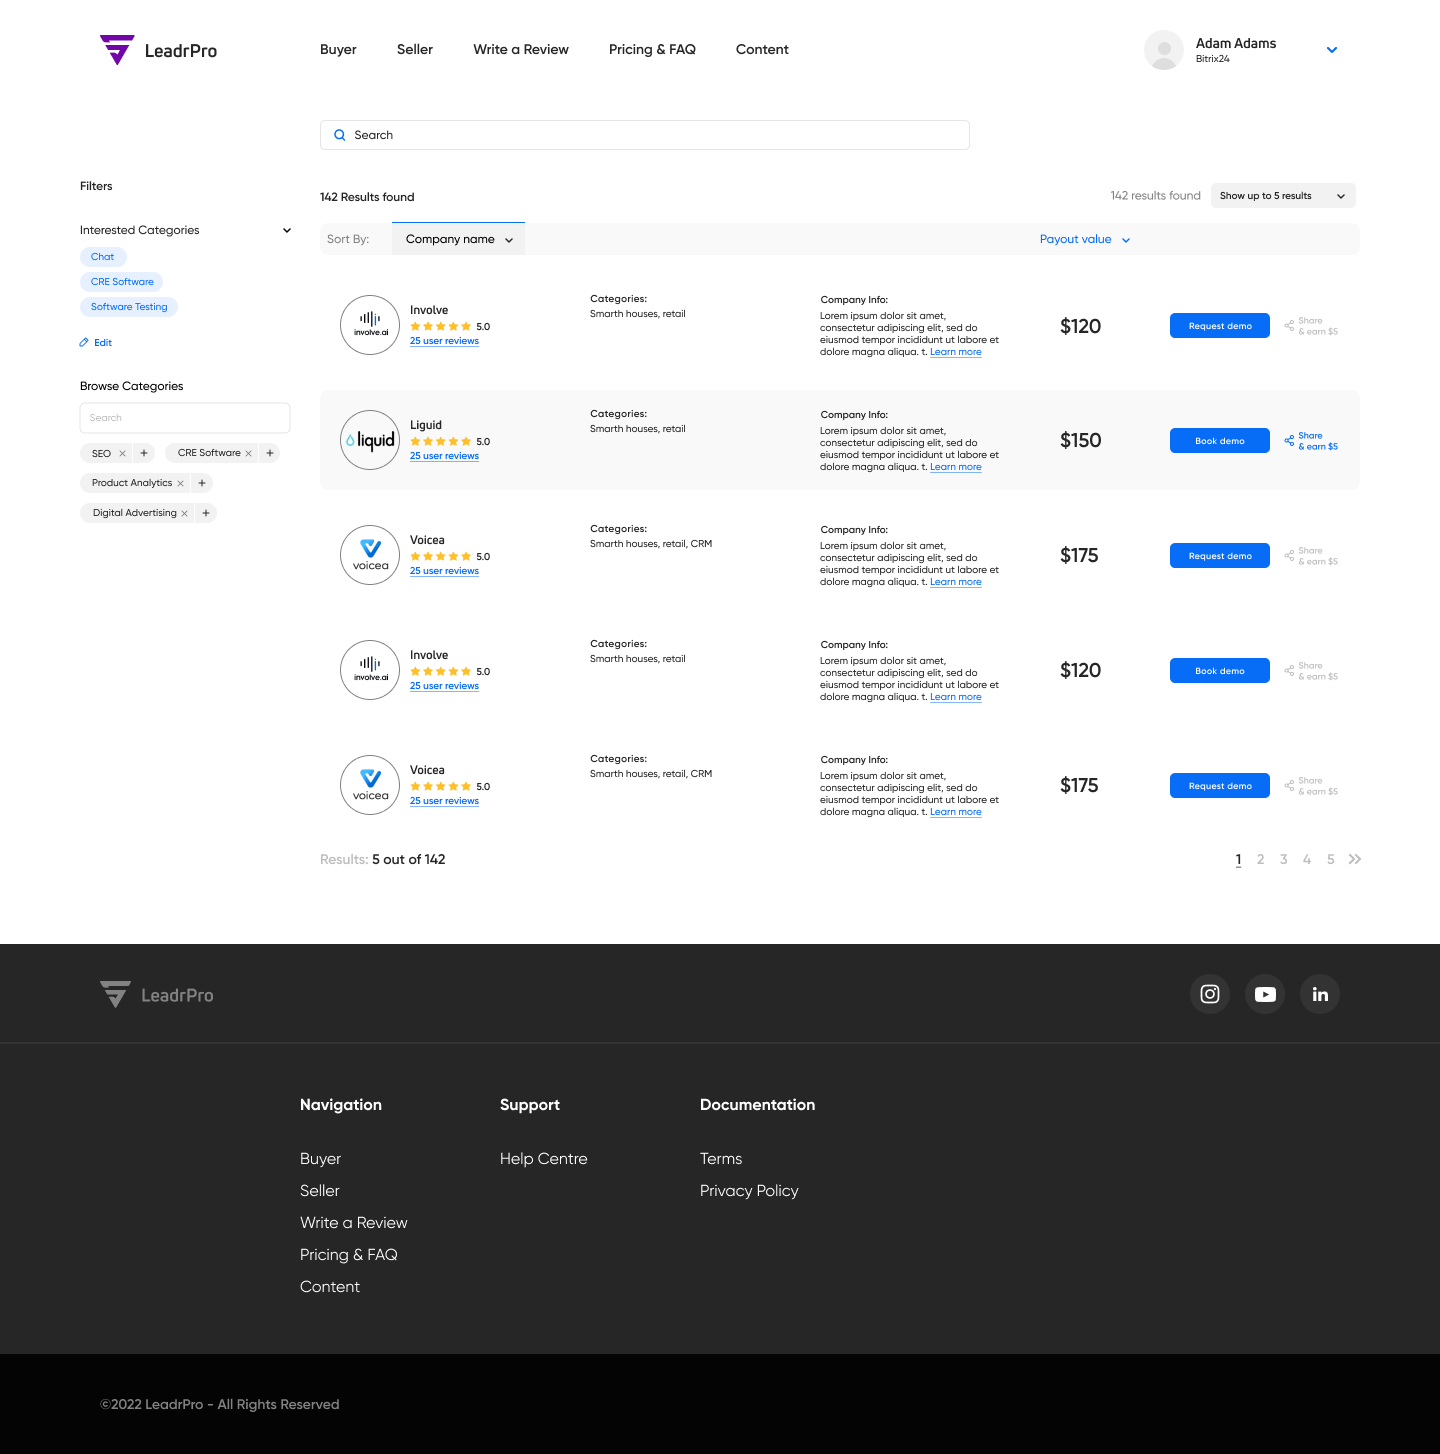 LeadrPro
Buyer
Seller
Write a Review
Pricing & FAQ
Content
Adam Adams
Bitrix24
Search
Filters
Interested Categories
Chat
CRE Software
Software Testing
Edit
Browse Categories
Search
SEO
CRE Software
Product Analytics
Digital Advertising
142 Results found
142 results found
Show up to 5 results
Sort By:
Company name
Payout value
involve.ai
Involve
5.0
25 user reviews
Categories:
Smarth houses, retail
Company Info:
Lorem ipsum dolor sit amet,
consectetur adipiscing elit, sed do
eiusmod tempor incididunt ut labore et
dolore magna aliqua. t. Learn more
$120
Request demo
Share
& earn $5
liquid
Liguid
5.0
25 user reviews
Categories:
Smarth houses, retail
Company Info:
Lorem ipsum dolor sit amet,
consectetur adipiscing elit, sed do
eiusmod tempor incididunt ut labore et
dolore magna aliqua. t. Learn more
$150
Book demo
Share
& earn $5
voicea
Voicea
5.0
25 user reviews
Categories:
Smarth houses, retail, CRM
Company Info:
Lorem ipsum dolor sit amet,
consectetur adipiscing elit, sed do
eiusmod tempor incididunt ut labore et
dolore magna aliqua. t. Learn more
$175
Request demo
Share
& earn $5
involve.ai
Involve
5.0
25 user reviews
Categories:
Smarth houses, retail
Company Info:
Lorem ipsum dolor sit amet,
consectetur adipiscing elit, sed do
eiusmod tempor incididunt ut labore et
dolore magna aliqua. t. Learn more
$120
Book demo
Share
& earn $5
voicea
Voicea
5.0
25 user reviews
Categories:
Smarth houses, retail, CRM
Company Info:
Lorem ipsum dolor sit amet,
consectetur adipiscing elit, sed do
eiusmod tempor incididunt ut labore et
dolore magna aliqua. t. Learn more
$175
Request demo
Share
& earn $5
Results: 5 out of 142
1 2 3 4 5
LeadrPro
in
Navigation
Buyer
Seller
Write a Review
Pricing & FAQ
Content
Support
Help Centre
Documentation
Terms
Privacy Policy
©2022 LeadrPro - All Rights Reserved